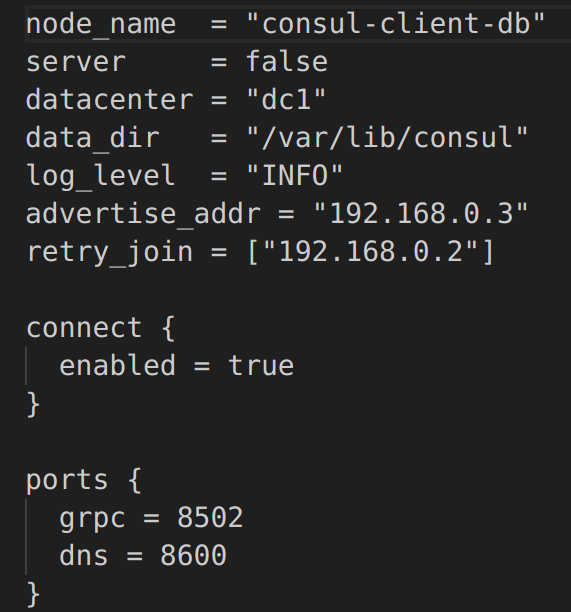 node_name  = "consul-client-db"
server     = false
datacenter = "dc1"
data_dir   = "/var/lib/consul"
log_level  = "INFO"
advertise_addr = "192.168.0.3"
retry_join = ["192.168.0.2"]

connect {
  enabled = true
}

ports {
  grpc = 8502
  dns = 8600
}